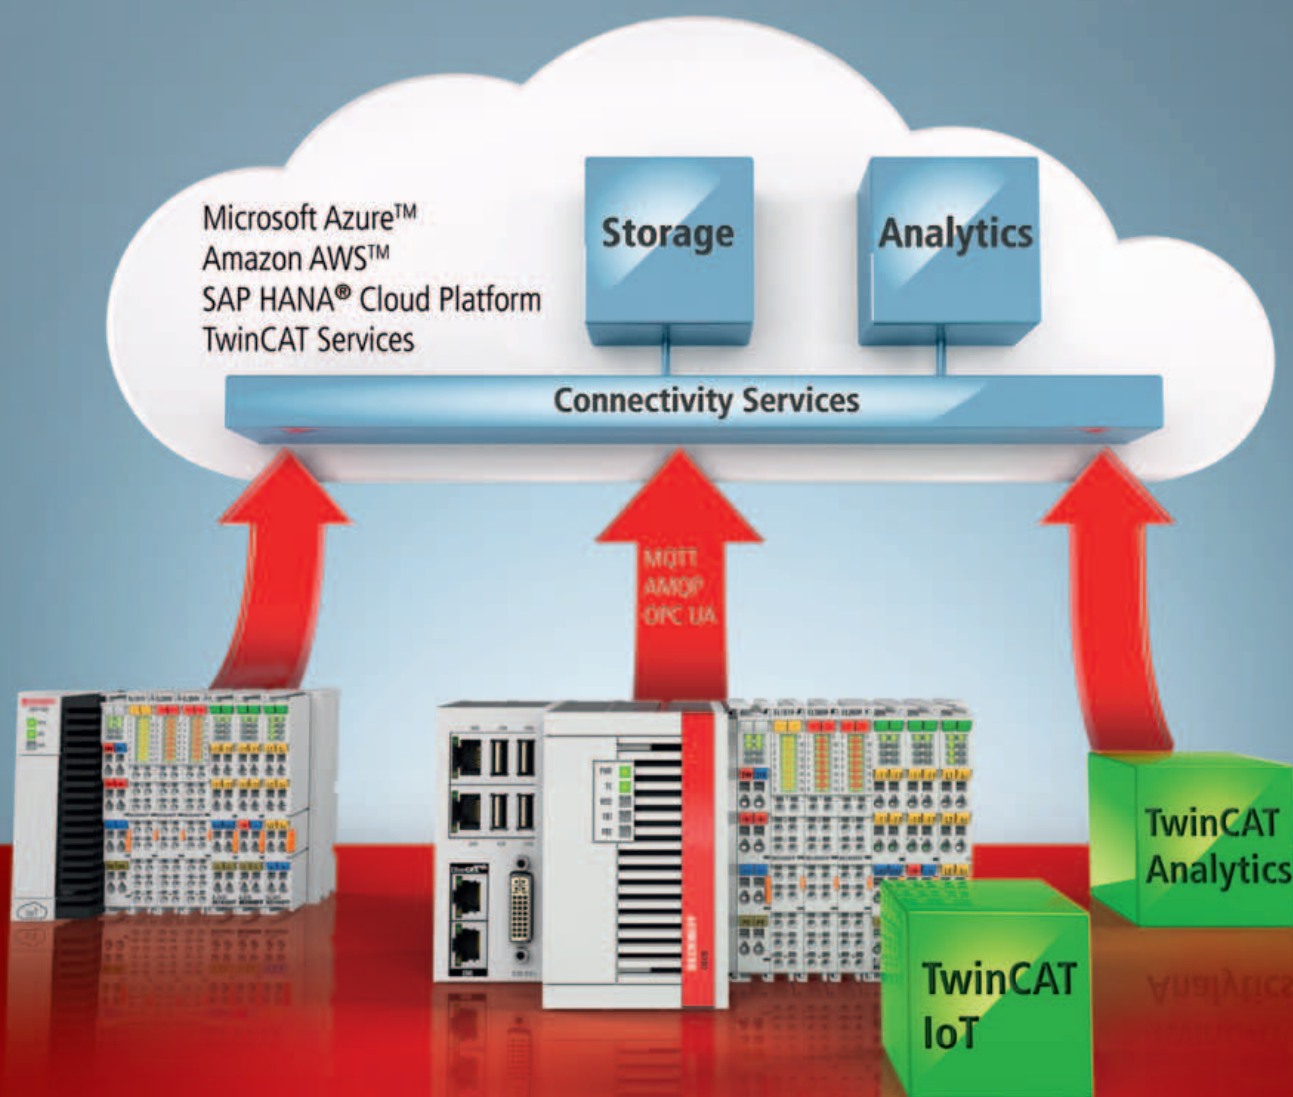 Microsoft Azure™
Amazon AWS™
SAP HANA® Cloud Platform
TwinCAT Services
Storage
Analytics
Connectivity Services
MQTT
AMQP
OPC UA
TwinCAT
Analytics
TwinCAT
IoT